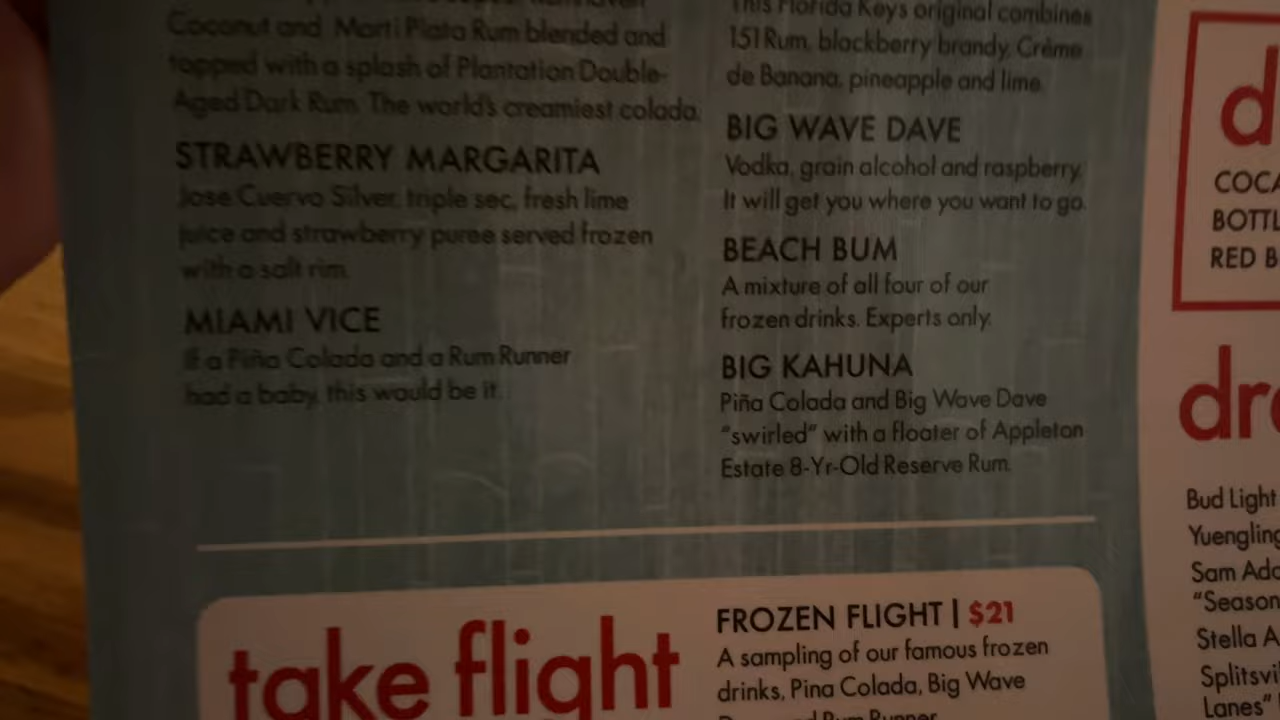 Coconut and Marti Plata Rum blended and
topped with a splash of Plantation Double-
Aged Dark Rum. The world's creamiest colada.
STRAWBERRY MARGARITA
Jose Cuervo Silver, triple sec, fresh lime
juice and strawberry puree served frozen
with a salt rim.
MIAMI VICE
If a Piña Colada and a Rum Runner
had a baby, this would be it.
This Florida Keys original combines
151 Rum, blackberry brandy, Crème
de Banana, pineapple and lime.
BIG WAVE DAVE
Vodka, grain alcohol and raspberry.
It will get you where you want to go.
BEACH BUM
A mixture of all four of our
frozen drinks. Experts only.
BIG KAHUNA
Piña Colada and Big Wave Dave
"swirled" with a floater of Appleton
Estate 8-Yr-Old Reserve Rum.
take flight
FROZEN FLIGHT | $21
A sampling of our famous frozen
drinks, Pina Colada, Big Wave
and Rum Runner
d
COCA
BOTTL
RED B
dr
Bud Light
Yuengling
Sam Ada
"Season
Stella A
Splitsvi
Lanes"